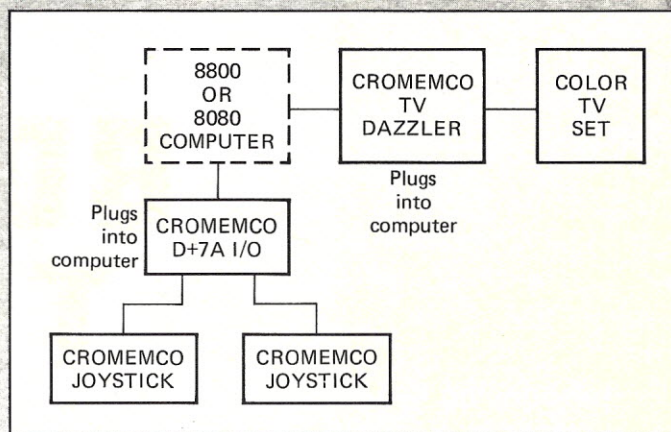 8800
OR
8080
COMPUTER
CROMEMCO
TV
DAZZLER
COLOR
TV
SET
Plugs
into
computer
Plugs
into
computer
CROMEMCO
D+7A I/O
CROMEMCO
JOYSTICK
CROMEMCO
JOYSTICK